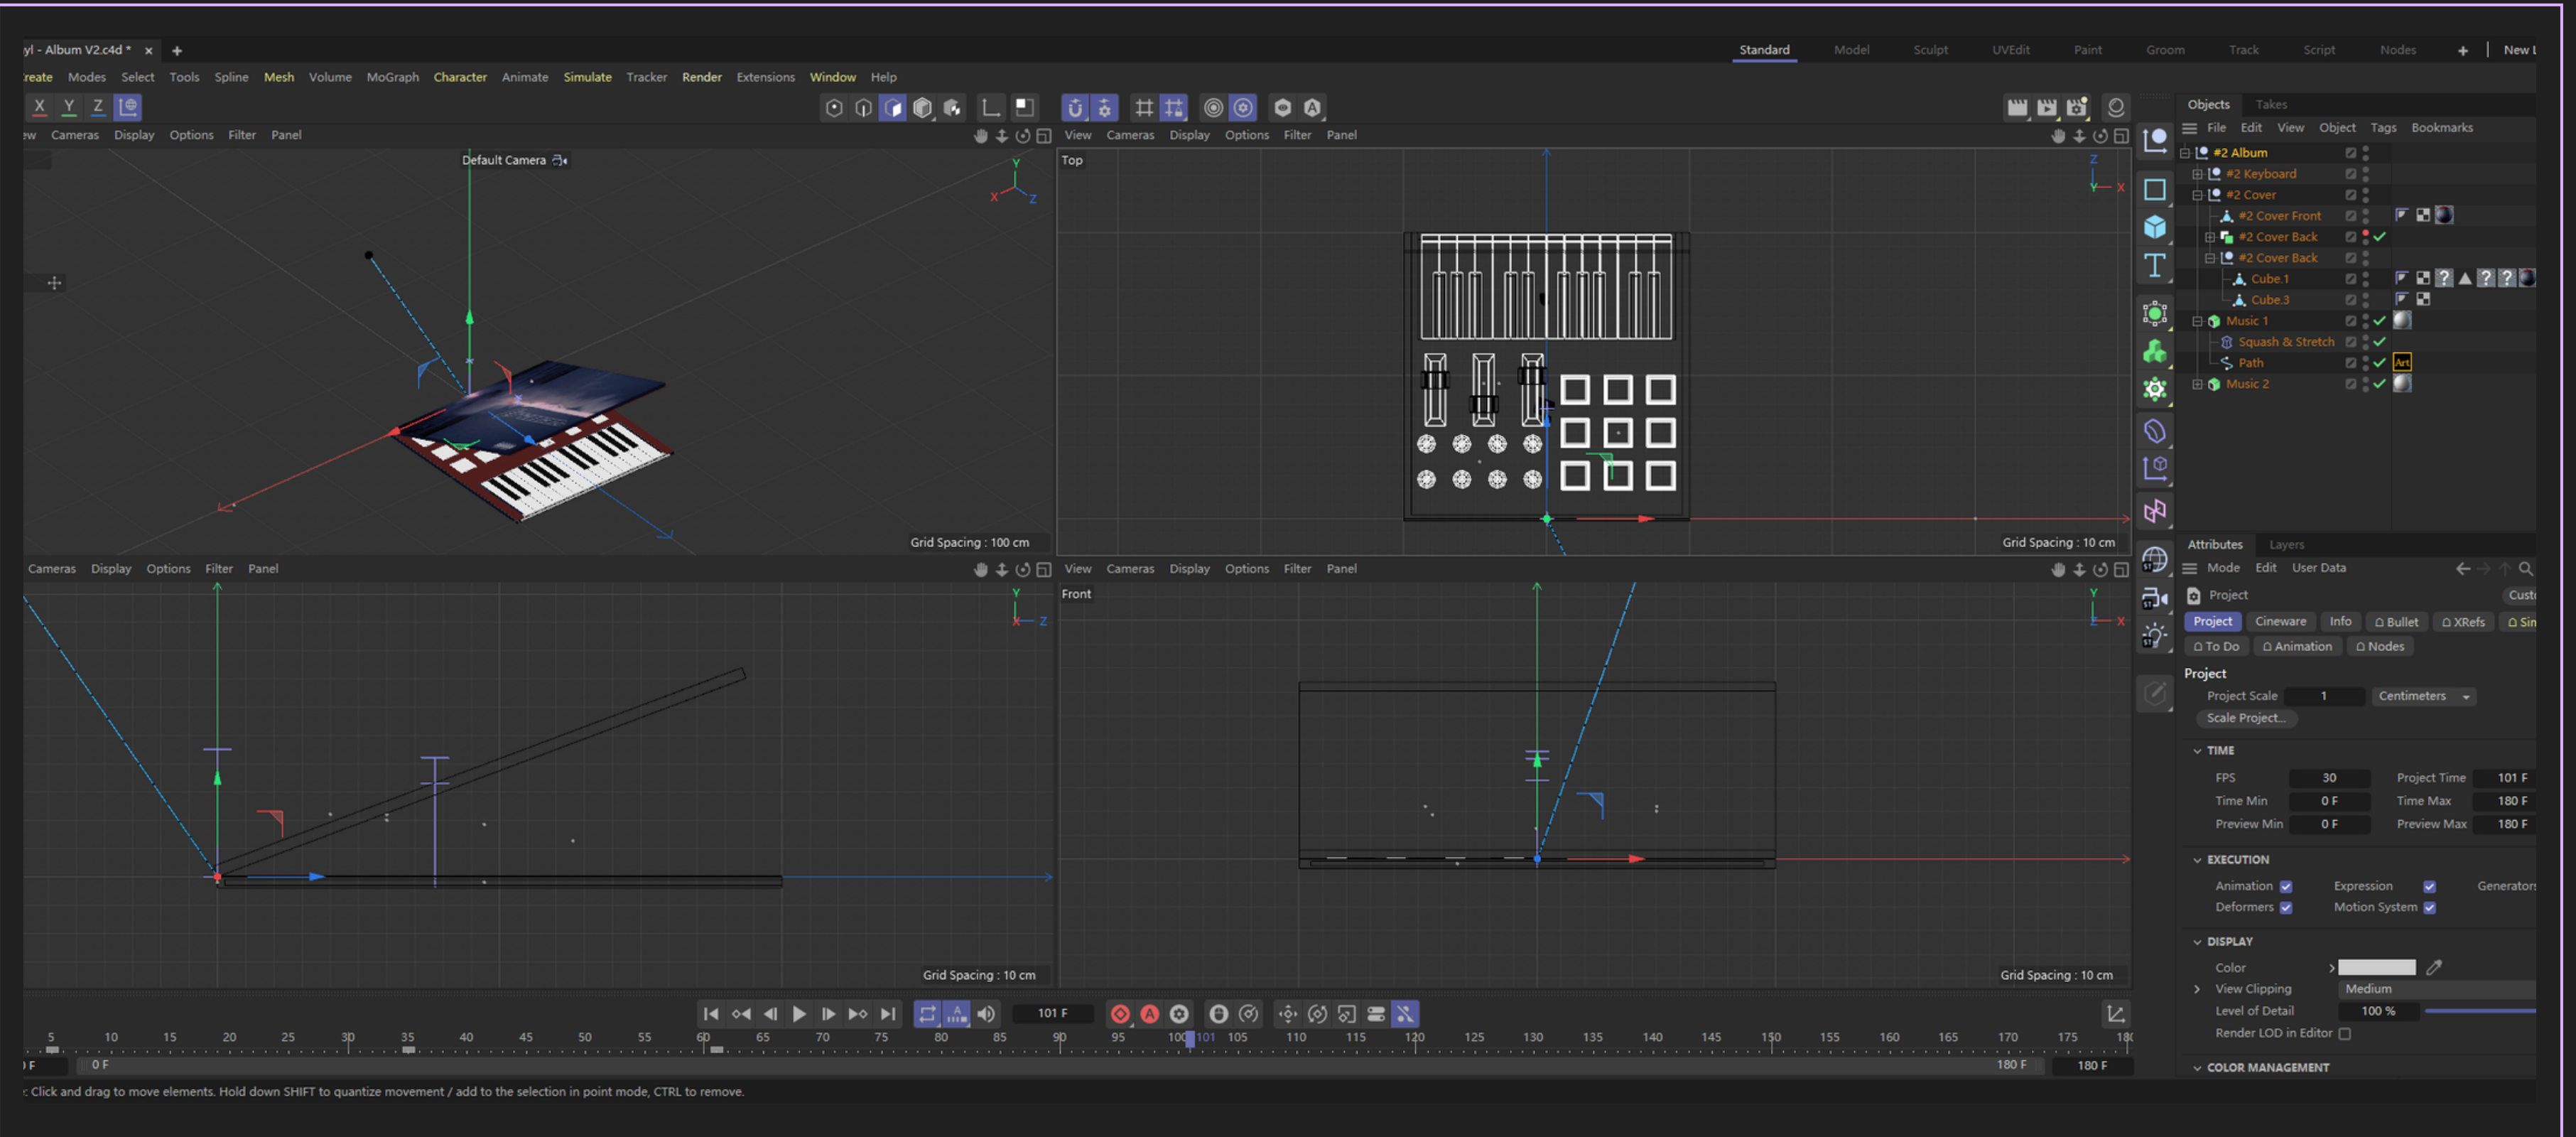 yl - Album V2.c4d *
Standard Model Sculpt UVEdit Paint Groom Track Script Nodes New L
reate Modes Select Tools Spline Mesh Volume MoGraph Character Animate Simulate Tracker Render Extensions Window Help
X Y Z
Objects Takes
ew Cameras Display Options Filter Panel
View Cameras Display Options Filter Panel
File Edit View Object Tags Bookmarks
Default Camera
Y
X
Z
Grid Spacing : 100 cm
Top
Z
Y
X
Grid Spacing : 10 cm
#2 Album
#2 Keyboard
#2 Cover
#2 Cover Front
#2 Cover Back
#2 Cover Back
Cube.1 ? ? ?
Cube.3
Music 1
Squash & Stretch
Path Art
Music 2
Cameras Display Options Filter Panel
View Cameras Display Options Filter Panel
Y
X Z
Grid Spacing : 10 cm
Front
Y
Z X
Grid Spacing : 10 cm
ST
ST
ST
Attributes Layers
Mode Edit User Data
Project Custo
Project Cineware Info Bullet XRefs Sin
To Do Animation Nodes
Project
Project Scale 1 Centimeters
Scale Project...
TIME
FPS 30 Project Time 101 F
Time Min 0 F Time Max 180 F
Preview Min 0 F Preview Max 180 F
EXECUTION
Animation Expression Generators
Deformers Motion System
DISPLAY
Color
View Clipping Medium
Level of Detail 100 %
Render LOD in Editor
COLOR MANAGEMENT
101 F
5 10 15 20 25 30 35 40 45 50 55 60 65 70 75 80 85 90 95 100 101 105 110 115 120 125 130 135 140 145 150 155 160 165 170 175 180
F 0 F 180 F 180 F
: Click and drag to move elements. Hold down SHIFT to quantize movement / add to the selection in point mode, CTRL to remove.